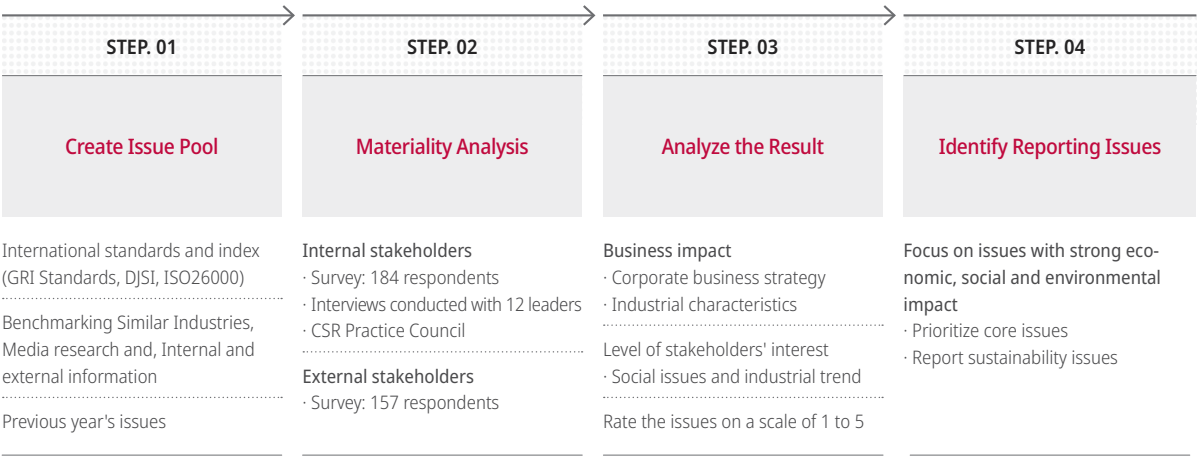 STEP. 01
Create Issue Pool
International standards and index
(GRI Standards, DJSI, ISO26000)
Benchmarking Similar Industries,
Media research and, Internal and
external information
Previous year's issues
STEP. 02
Materiality Analysis
Internal stakeholders
· Survey: 184 respondents
· Interviews conducted with 12 leaders
· CSR Practice Council
External stakeholders
· Survey: 157 respondents
STEP. 03
Analyze the Result
Business impact
· Corporate business strategy
· Industrial characteristics
Level of stakeholders' interest
· Social issues and industrial trend
Rate the issues on a scale of 1 to 5
STEP. 04
Identify Reporting Issues
Focus on issues with strong eco-
nomic, social and environmental
impact
· Prioritize core issues
· Report sustainability issues